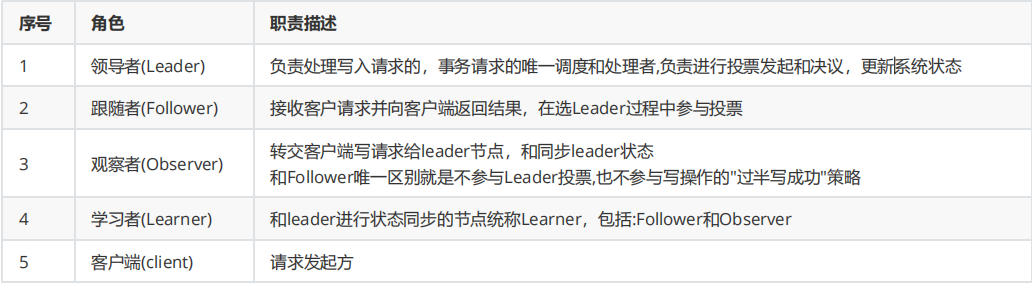 序号 角色 职责描述
1 领导者(Leader) 负责处理写入请求的，事务请求的唯一调度和处理者,负责进行投票发起和决议，更新系统状态
2 跟随者(Follower) 接收客户请求并向客户端返回结果，在选Leader过程中参与投票
3 观察者(Observer) 转交客户端写请求给leader节点，和同步leader状态
和Follower唯一区别就是不参与Leader投票,也不参与写操作的"过半写成功"策略
4 学习者(Learner) 和leader进行状态同步的节点统称Learner，包括:Follower和Observer
5 客户端(client) 请求发起方